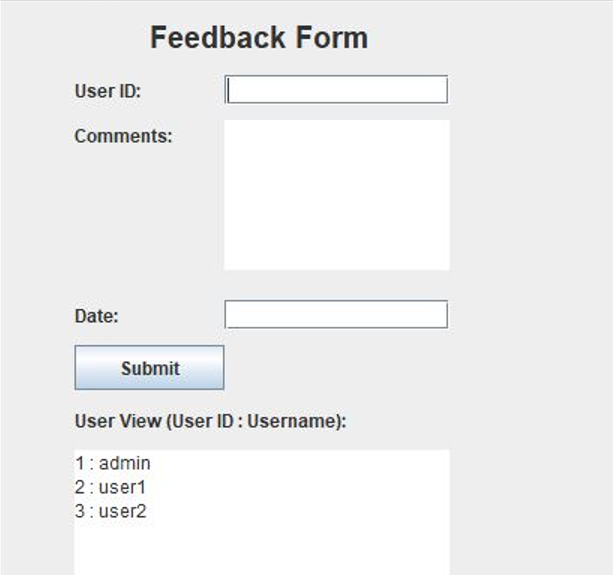 Feedback Form
User ID:
Comments:
Date:
Submit
User View (User ID : Username):
1 : admin
2 : user1
3 : user2